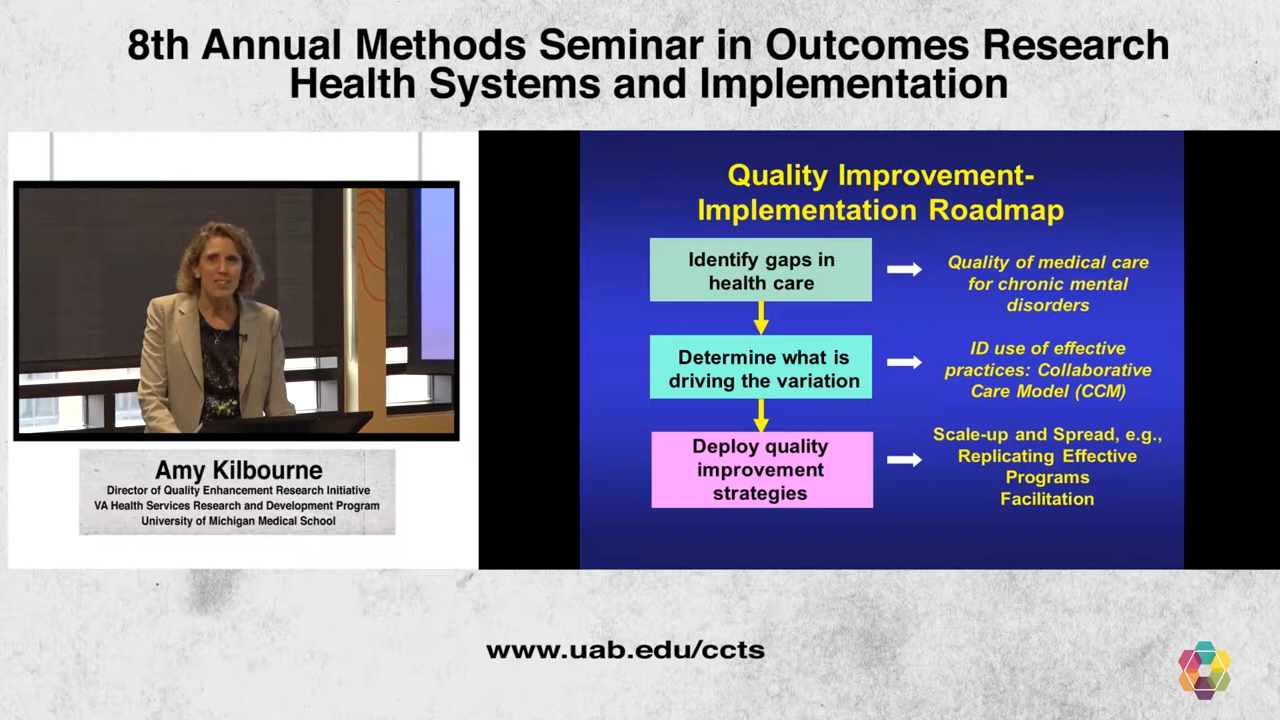 8th Annual Methods Seminar in Outcomes Research
Health Systems and Implementation
Amy Kilbourne
Director of Quality Enhancement Research Initiative
VA Health Services Research and Development Program
University of Michigan Medical School
Quality Improvement-
Implementation Roadmap
Identify gaps in
health care
Quality of medical care
for chronic mental
disorders
Determine what is
driving the variation
ID use of effective
practices: Collaborative
Care Model (CCM)
Deploy quality
improvement
strategies
Scale-up and Spread, e.g.,
Replicating Effective
Programs
Facilitation
www.uab.edu/ccts